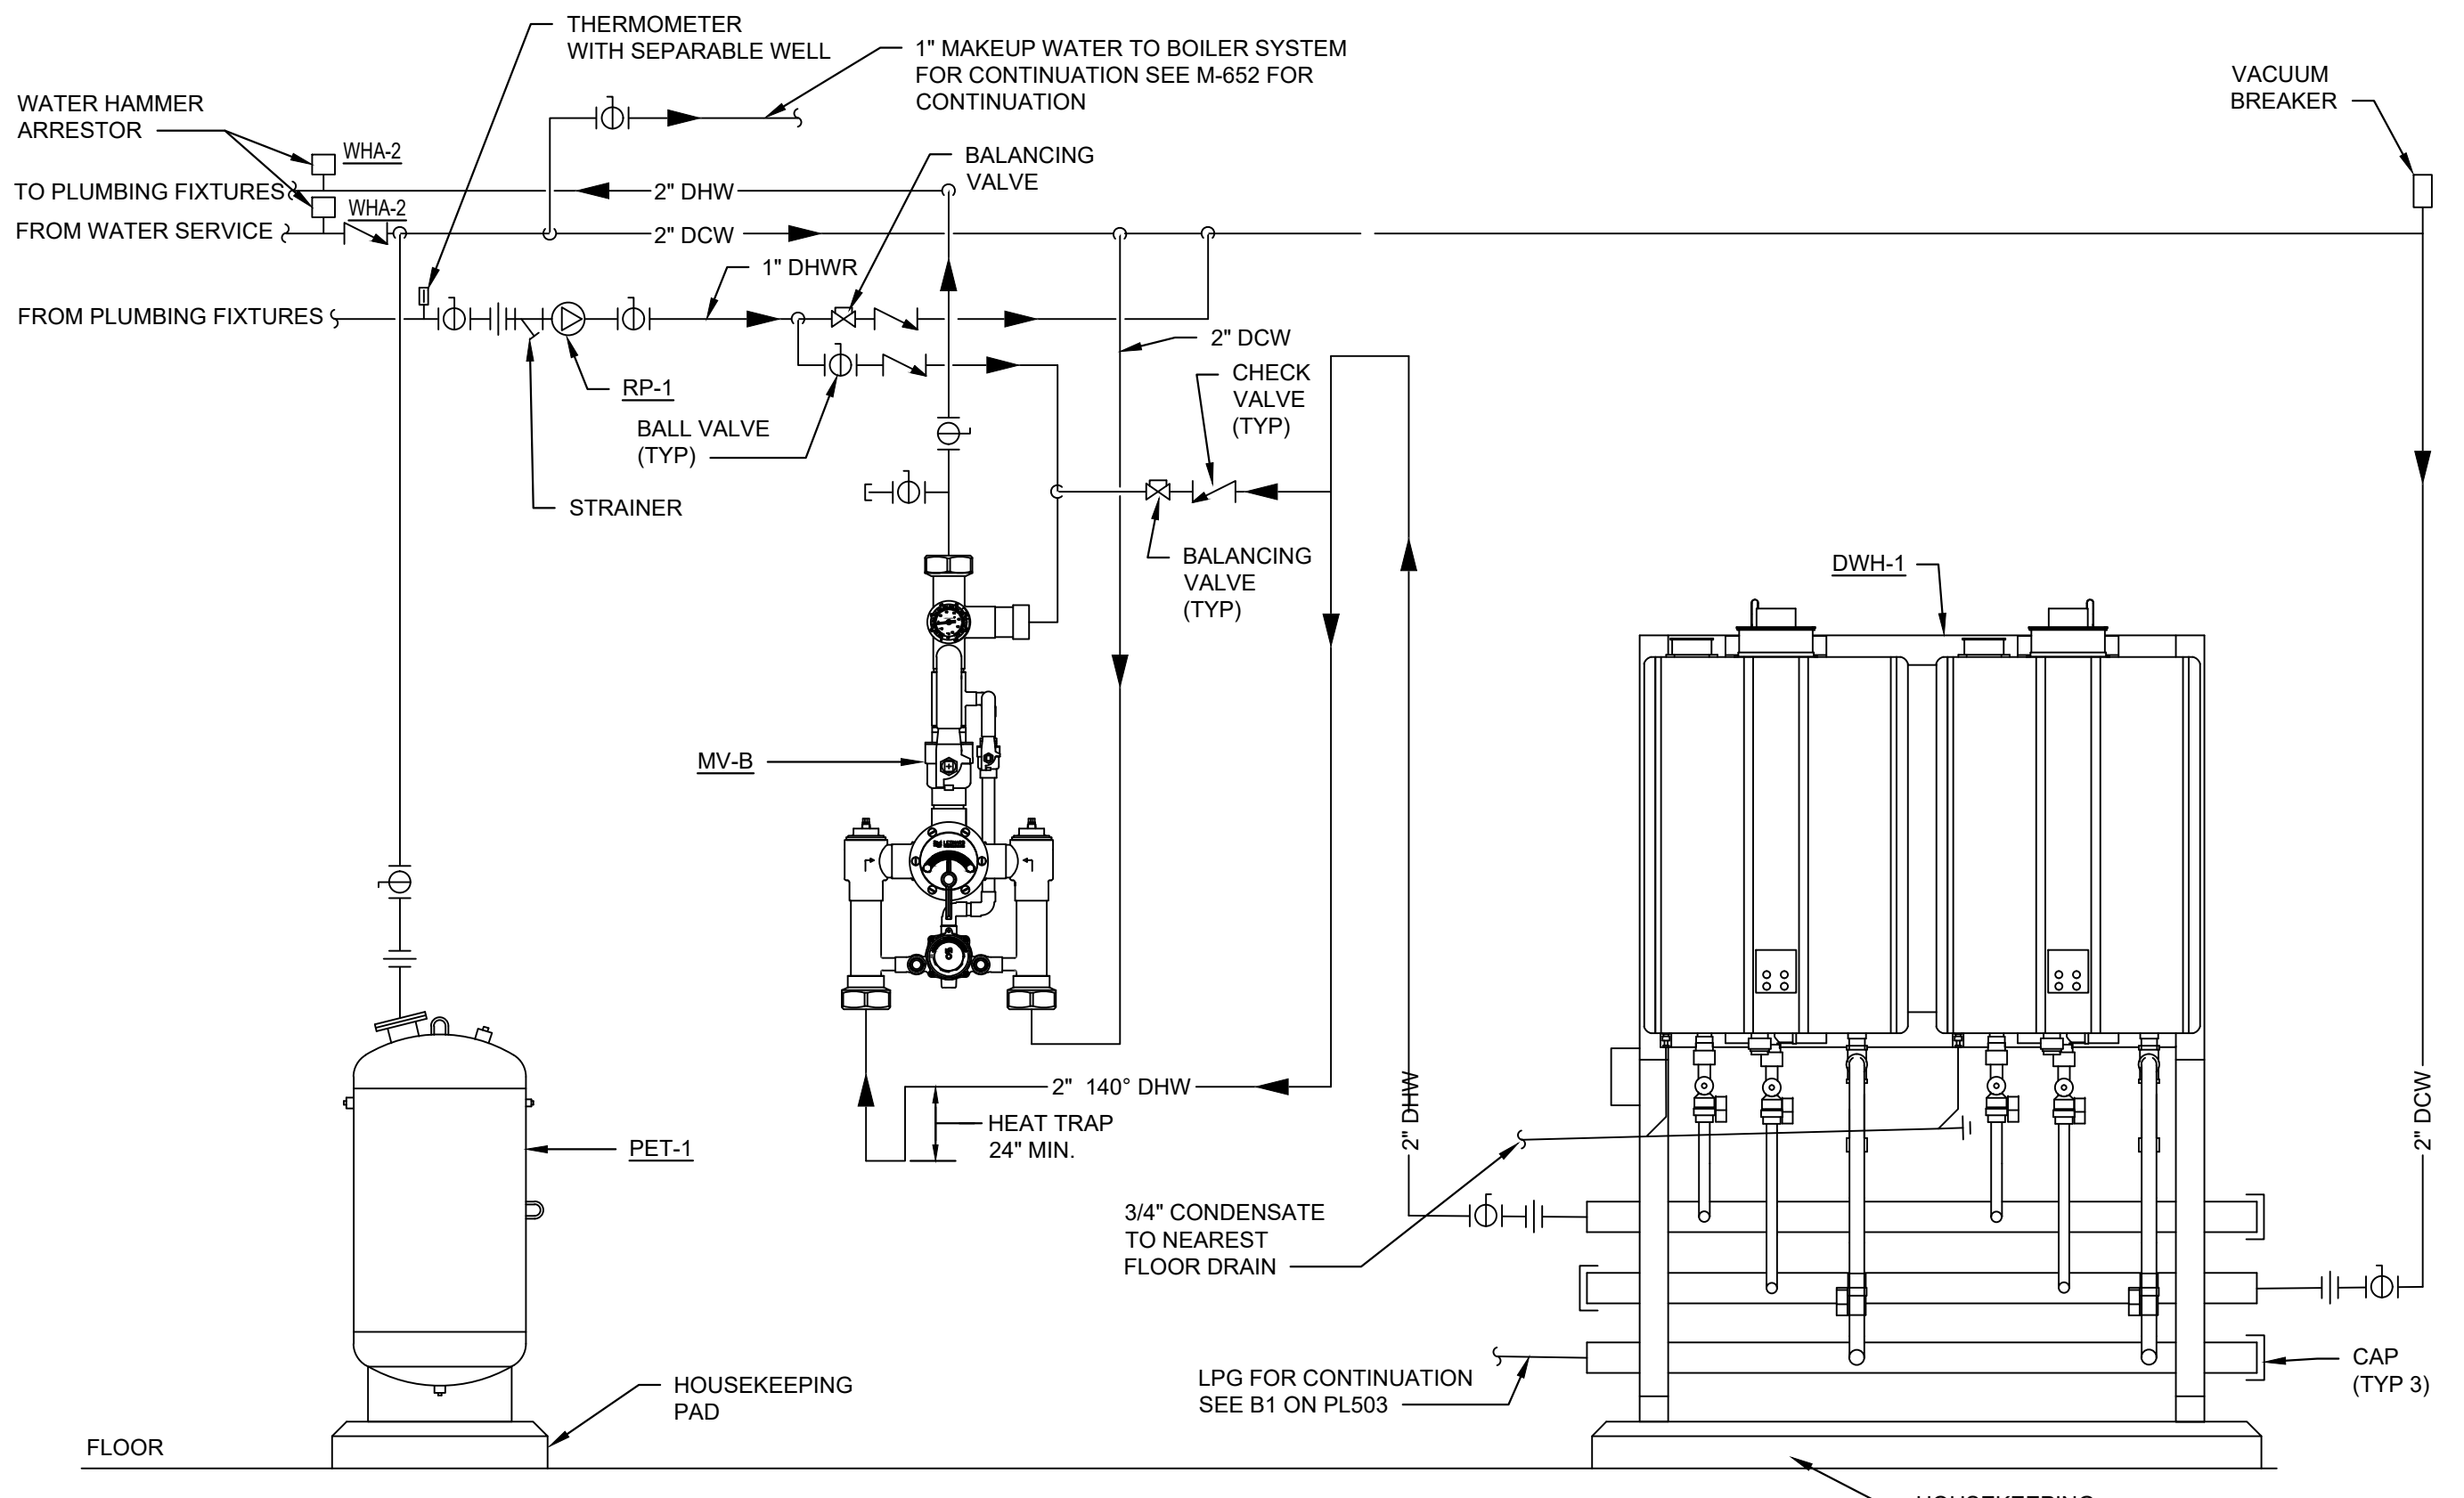 THERMOMETER
WITH SEPARABLE WELL
1" MAKEUP WATER TO BOILER SYSTEM
FOR CONTINUATION SEE M-652 FOR
CONTINUATION
VACUUM
BREAKER
WATER HAMMER
ARRESTOR
WHA-2
BALANCING
VALVE
TO PLUMBING FIXTURES
2" DHW
WHA-2
FROM WATER SERVICE
2" DCW
1" DHWR
FROM PLUMBING FIXTURES
2" DCW
CHECK
VALVE
(TYP)
RP-1
BALL VALVE
(TYP)
STRAINER
BALANCING
VALVE
(TYP)
DWH-1
MV-B
2" 140° DHW
HEAT TRAP
24" MIN.
2" DHW
2" DCW
PET-1
3/4" CONDENSATE
TO NEAREST
FLOOR DRAIN
LPG FOR CONTINUATION
SEE B1 ON PL503
CAP
(TYP 3)
HOUSEKEEPING
PAD
FLOOR
HOUSEKEEPING